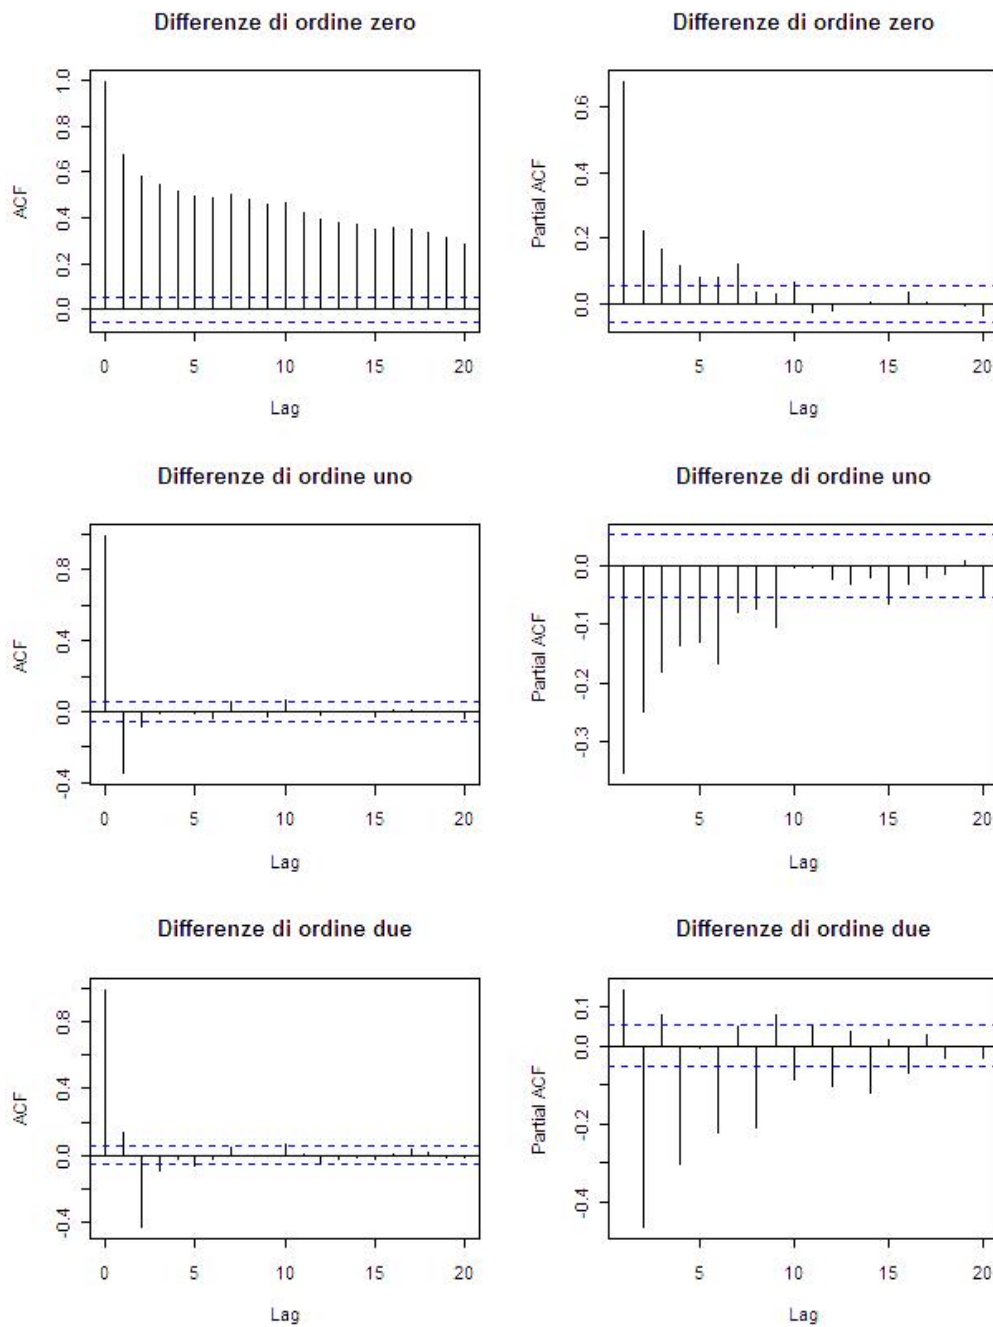 Differenze di ordine zero
ACF
0.0 0.2 0.4 0.6 0.8 1.0
0 5 10 15 20
Lag
Differenze di ordine zero
Partial ACF
0.0 0.2 0.4 0.6
5 10 15 20
Lag
Differenze di ordine uno
ACF
-0.4 0.0 0.4 0.8
0 5 10 15 20
Lag
Differenze di ordine uno
Partial ACF
-0.3 -0.2 -0.1 0.0
5 10 15 20
Lag
Differenze di ordine due
ACF
-0.4 0.0 0.4 0.8
0 5 10 15 20
Lag
Differenze di ordine due
Partial ACF
-0.4 -0.2 0.0 0.1
5 10 15 20
Lag